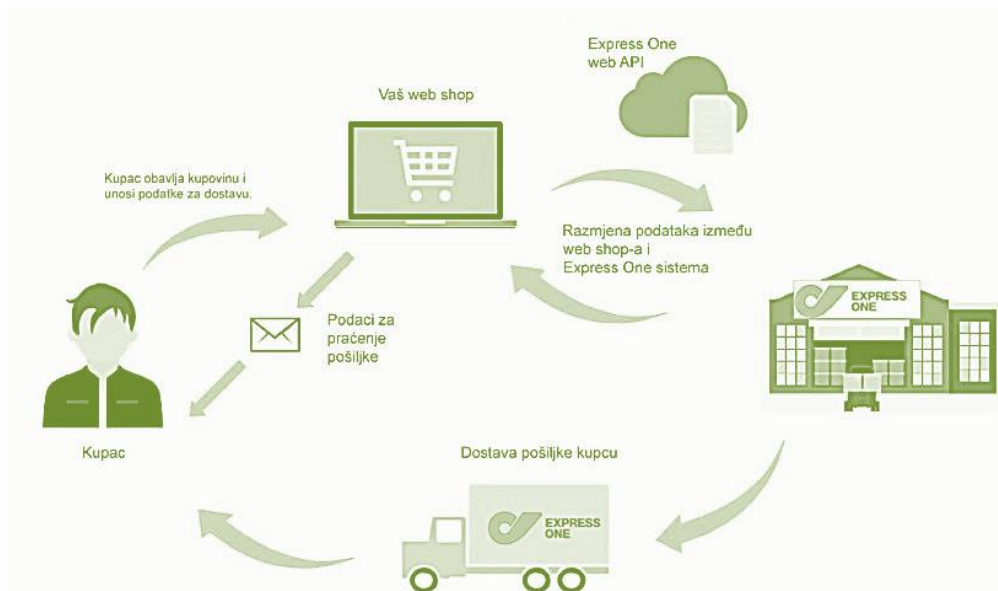 Express One
web API
Vaš web shop
Kupac obavlja kupovinu i
unosi podatke za dostavu.
Razmjena podataka između
web shop-a i
Express One sistema
EXPRESS
ONE
Podaci za
praćenje
pošiljke
Kupac
Dostava pošiljke kupcu
EXPRESS
ONE